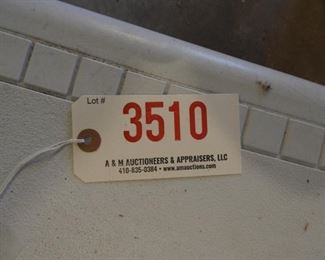 Lot #
3510
A & M AUCTIONEERS & APPRAISERS, LLC
410-835-0384 • www.amauctions.com